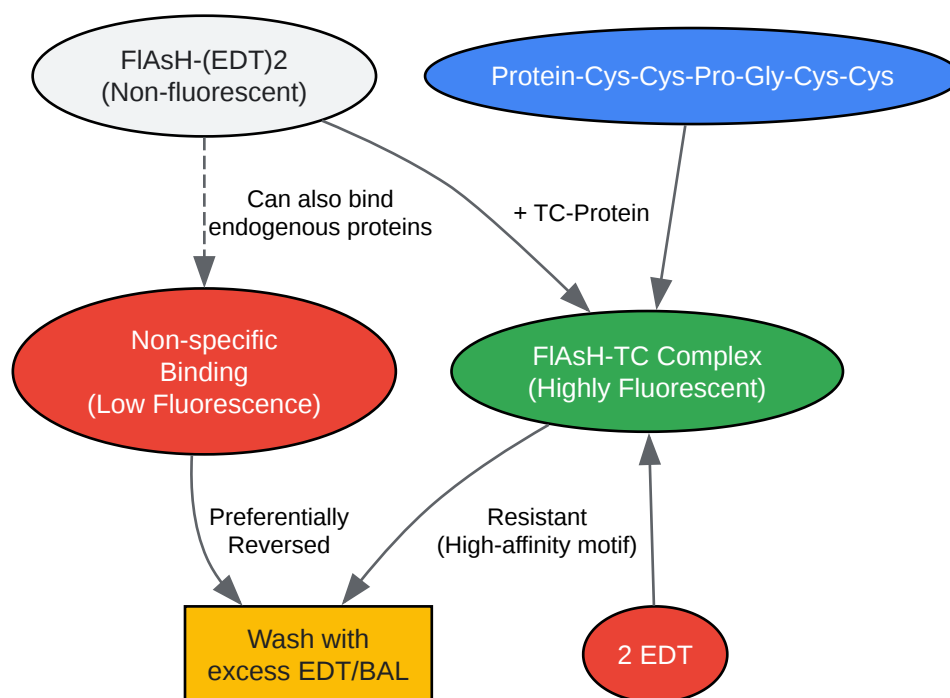 FlAsH-(EDT)2
(Non-fluorescent)
Protein-Cys-Cys-Pro-Gly-Cys-Cys
Can also bind
endogenous proteins
+ TC-Protein
Non-specific
Binding
(Low Fluorescence)
FlAsH-TC Complex
(Highly Fluorescent)
Preferentially
Reversed
Resistant
(High-affinity motif)
Wash with
excess EDT/BAL
2 EDT